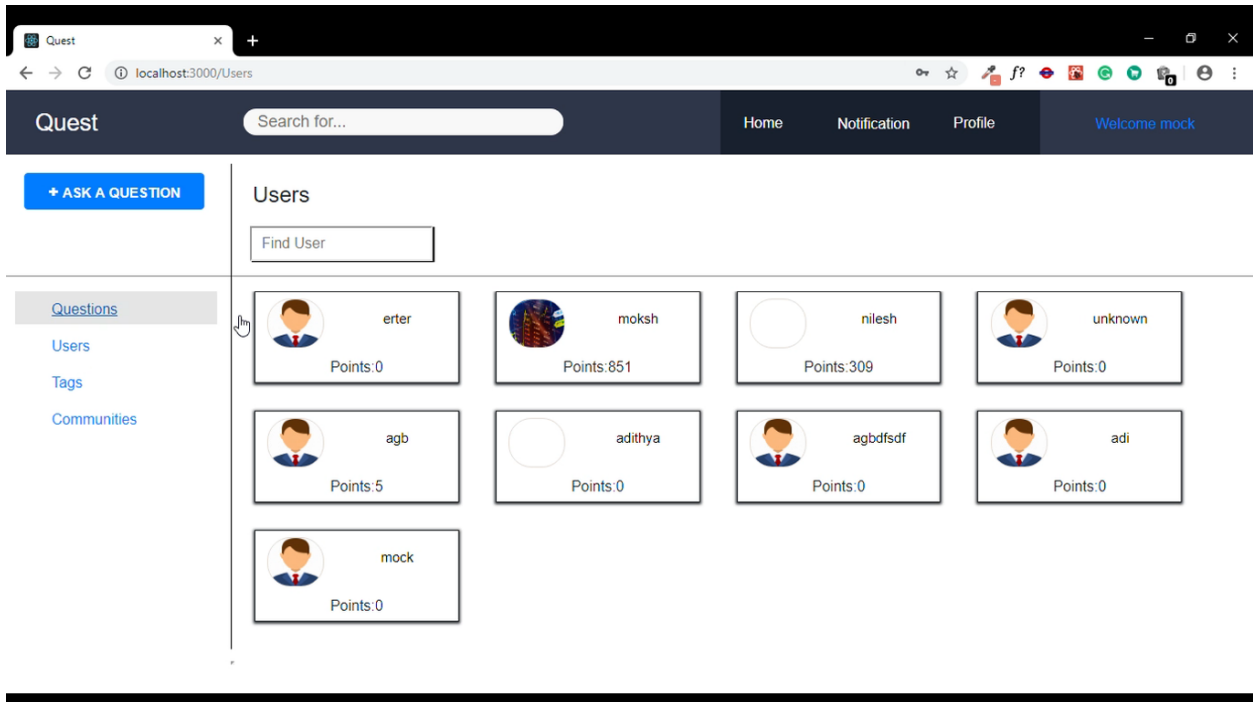 Quest
localhost:3000/Users
f?
0
Quest
Search for...
Home
Notification
Profile
Welcome mock
+ ASK A QUESTION
Users
Find User
Questions
Users
Tags
Communities
erter
Points:0
moksh
Points:851
nilesh
Points:309
unknown
Points:0
agb
Points:5
adithya
Points:0
agbdfsdf
Points:0
adi
Points:0
mock
Points:0